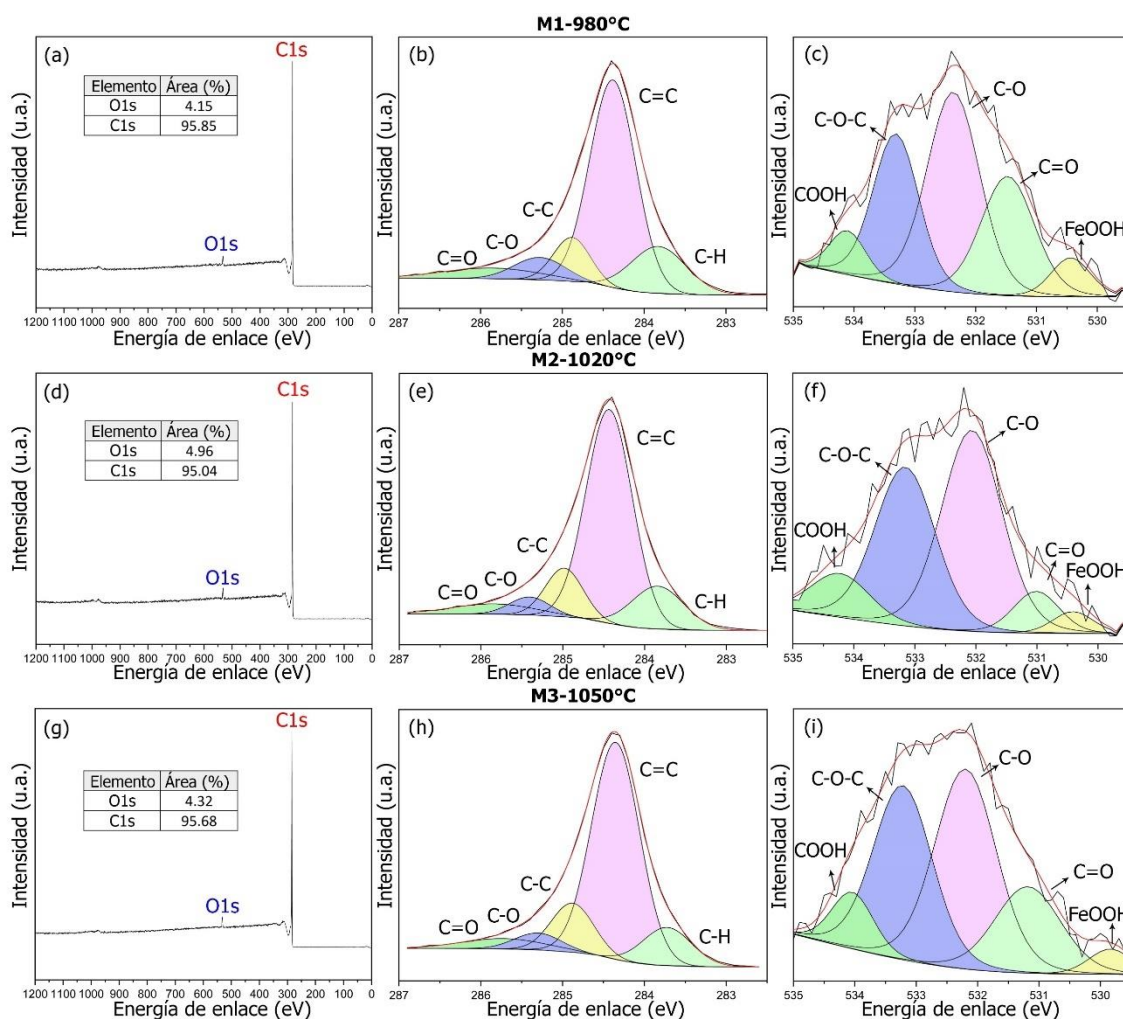 M1-980°C
(a)
C1s
Elemento Área (%)
O1s 4.15
C1s 95.85
O1s
Intensidad (u.a.)
1200 1100 1000 900 800 700 600 500 400 300 200 100 0
Energía de enlace (eV)
(b)
C=C
C-C
C-O
C=O
C-H
Intensidad (u.a.)
287 286 285 284 283
Energía de enlace (eV)
(c)
C-O
C-O-C
C=O
COOH
FeOOH
Intensidad (u.a.)
535 534 533 532 531 530
Energía de enlace (eV)
M2-1020°C
(d)
C1s
Elemento Área (%)
O1s 4.96
C1s 95.04
O1s
Intensidad (u.a.)
1200 1100 1000 900 800 700 600 500 400 300 200 100 0
Energía de enlace (eV)
(e)
C=C
C-C
C-O
C=O
C-H
Intensidad (u.a.)
287 286 285 284 283
Energía de enlace (eV)
(f)
C-O
C-O-C
COOH
C=O
FeOOH
Intensidad (u.a.)
535 534 533 532 531 530
Energía de enlace (eV)
M3-1050°C
(g)
C1s
Elemento Área (%)
O1s 4.32
C1s 95.68
O1s
Intensidad (u.a.)
1200 1100 1000 900 800 700 600 500 400 300 200 100 0
Energía de enlace (eV)
(h)
C=C
C-C
C-O
C=O
C-H
Intensidad (u.a.)
287 286 285 284 283
Energía de enlace (eV)
(i)
C-O
C-O-C
COOH
C=O
FeOOH
Intensidad (u.a.)
535 534 533 532 531 530
Energía de enlace (eV)